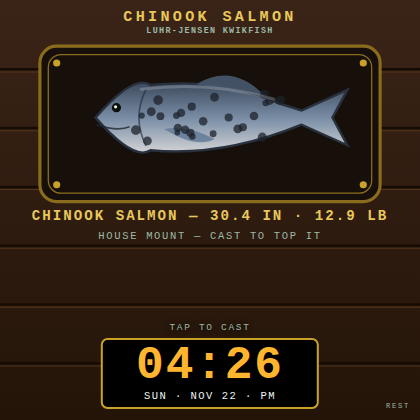 CHINOOK SALMON
LUHR-JENSEN KWIKFISH
CHINOOK SALMON — 30.4 IN · 12.9 LB
HOUSE MOUNT — CAST TO TOP IT
TAP TO CAST
04:26
SUN · NOV 22 · PM
REST